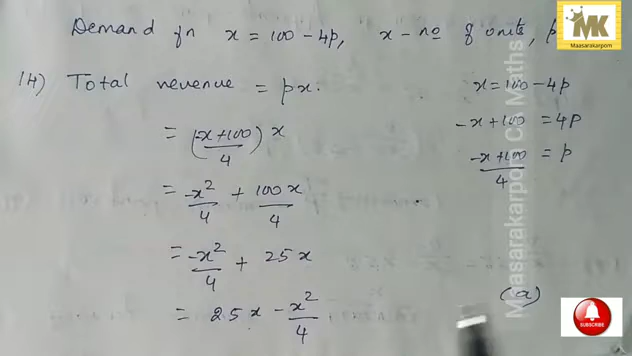 MK
Maasarakarpom
Demand fn x = 100 - 4p, x - no of units, p
14) Total revenue = px.
x = 100 - 4p
= (-x+100/4) x
-x + 100 = 4p
-x+100/4 = p
= -x²/4 + 100x/4
= -x²/4 + 25x
= 25x - x²/4
(a)
Maasarakarpom CA Maths
SUBSCRIBE